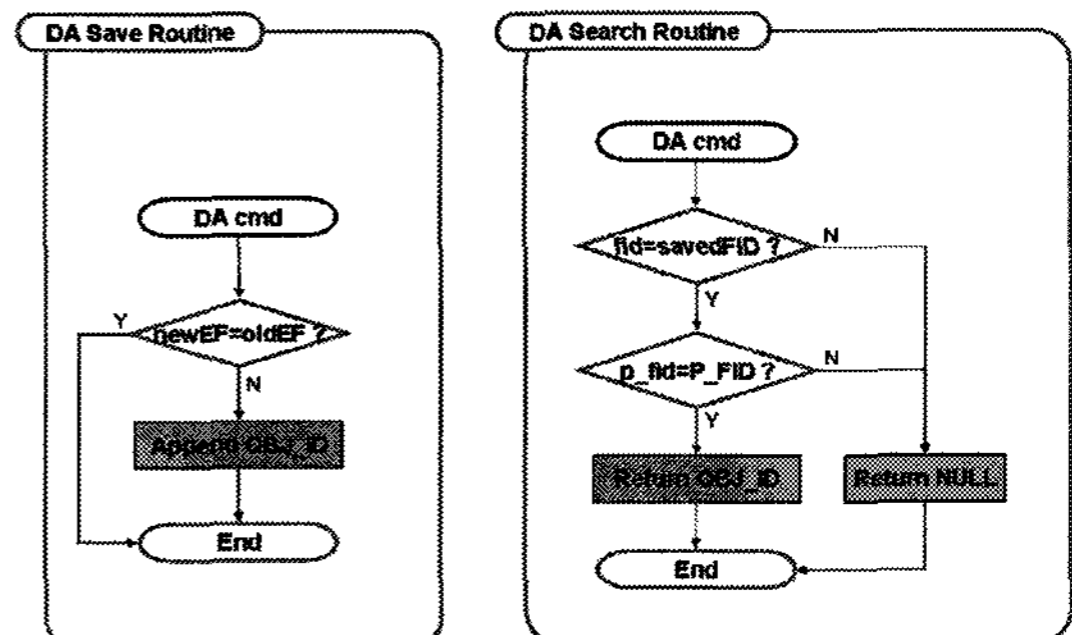 DA Save Routine
DA cmd
newEF=oldEF ?
Y
N
Append OBJ_ID
End
DA Search Routine
DA cmd
fid=savedFID ?
N
Y
p_fid=P_FID ?
N
Y
Return OBJ_ID
Return NULL
End